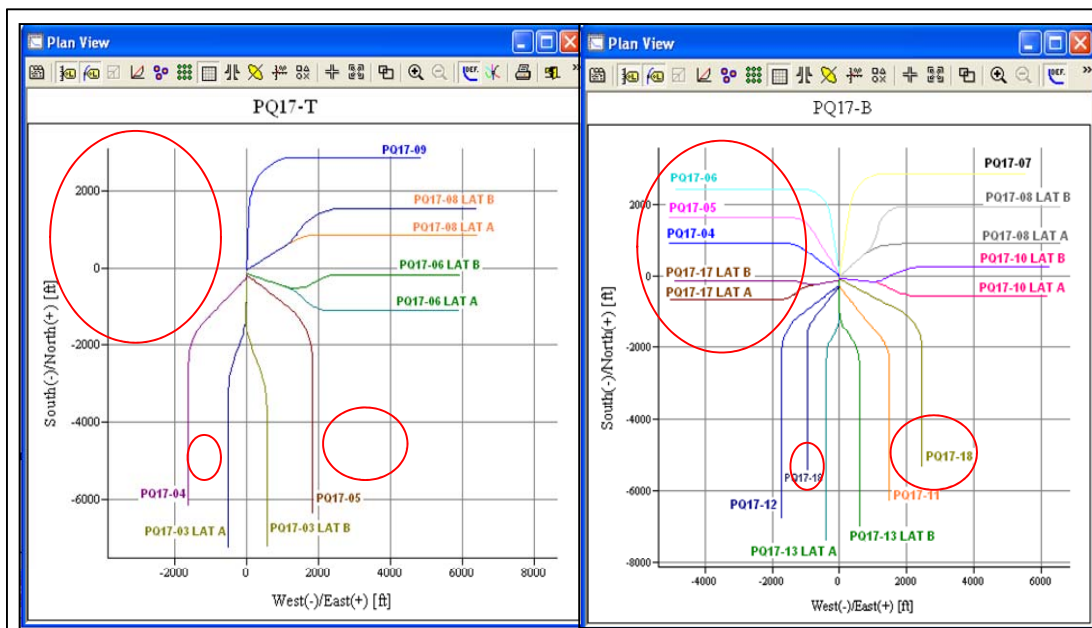 Plan View
PQ17-T
PQ17-09
PQ17-08 LAT B
PQ17-08 LAT A
PQ17-06 LAT B
PQ17-06 LAT A
PQ17-04
PQ17-05
PQ17-03 LAT A
PQ17-03 LAT B
South(-)/North(+) [ft]
2000
0
-2000
-4000
-6000
-2000 0 2000 4000 6000 8000
West(-)/East(+) [ft]
Plan View
PQ17-B
PQ17-06
PQ17-07
PQ17-05
PQ17-08 LAT B
PQ17-04
PQ17-08 LAT A
PQ17-17 LAT B
PQ17-10 LAT B
PQ17-17 LAT A
PQ17-10 LAT A
PQ17-18
PQ17-18
PQ17-12
PQ17-11
PQ17-13 LAT A
PQ17-13 LAT B
South(-)/North(+) [ft]
2000
0
-2000
-4000
-6000
-8000
-4000 -2000 0 2000 4000 6000
West(-)/East(+) [ft]